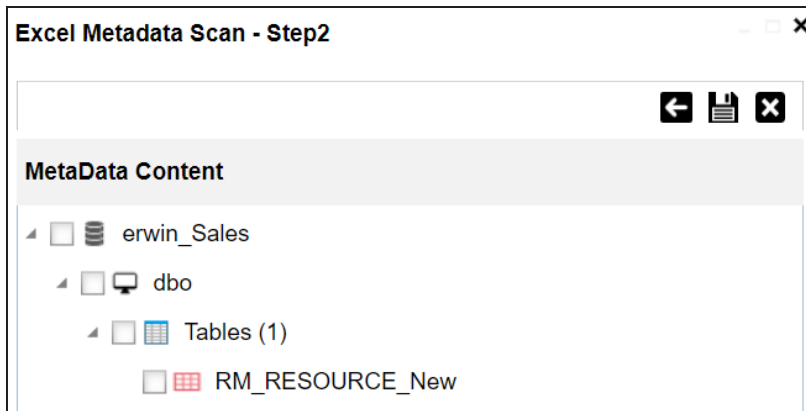 Excel Metadata Scan - Step2
MetaData Content
erwin_Sales
dbo
Tables (1)
RM_RESOURCE_New